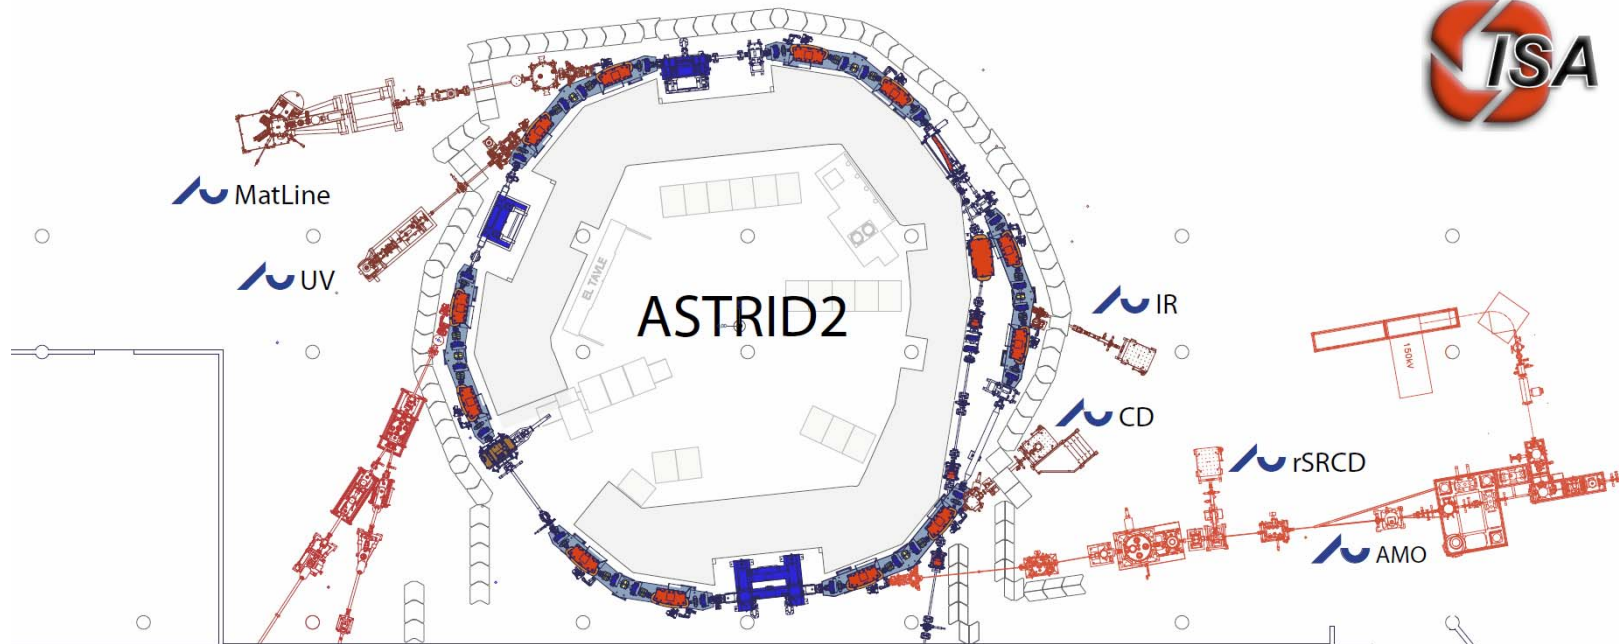 ISA
MatLine
UV
EL TAVLE
ASTRID2
IR
150kV
CD
rSRCD
AMO